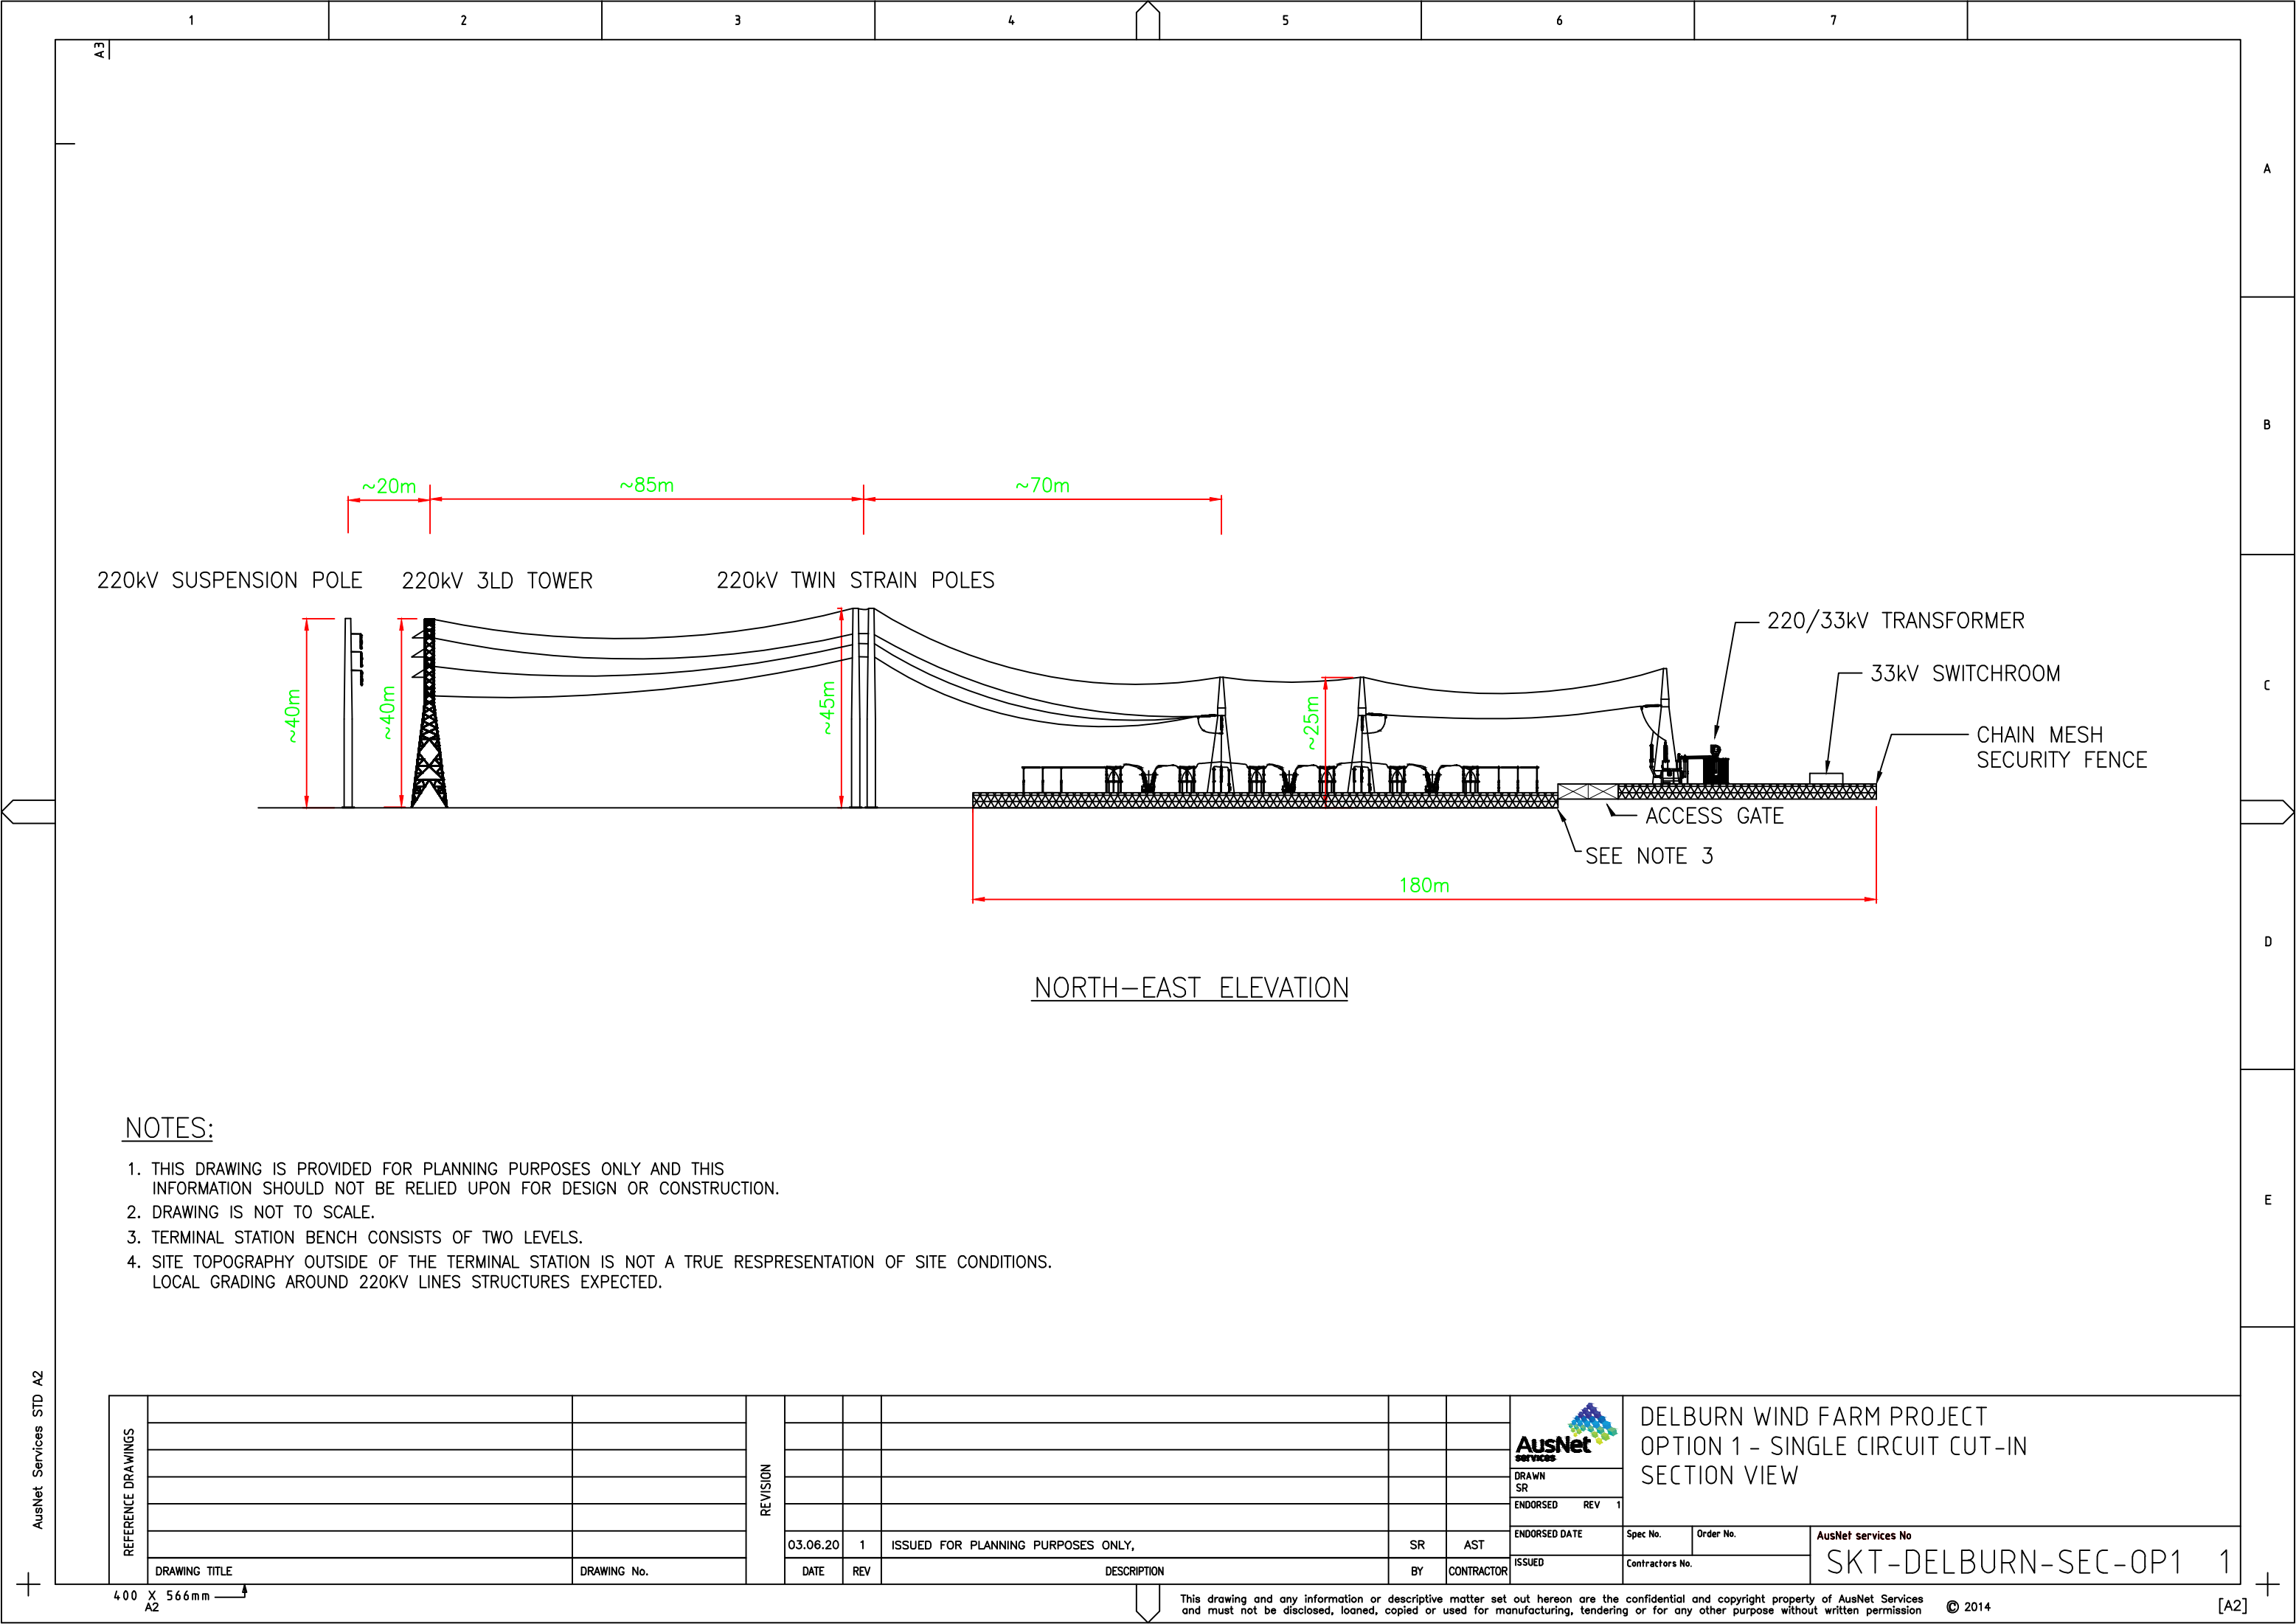 1 2 3 4 5 6 7
A3
A
B
~20m ~85m ~70m
220kV SUSPENSION POLE 220kV 3LD TOWER 220kV TWIN STRAIN POLES
220/33kV TRANSFORMER
33kV SWITCHROOM
C
~40m ~40m ~45m ~25m
CHAIN MESH
SECURITY FENCE
ACCESS GATE
SEE NOTE 3
180m
D
NORTH-EAST ELEVATION
NOTES:
1. THIS DRAWING IS PROVIDED FOR PLANNING PURPOSES ONLY AND THIS
INFORMATION SHOULD NOT BE RELIED UPON FOR DESIGN OR CONSTRUCTION.
2. DRAWING IS NOT TO SCALE.
3. TERMINAL STATION BENCH CONSISTS OF TWO LEVELS.
4. SITE TOPOGRAPHY OUTSIDE OF THE TERMINAL STATION IS NOT A TRUE RESPRESENTATION OF SITE CONDITIONS.
LOCAL GRADING AROUND 220KV LINES STRUCTURES EXPECTED.
E
AusNet Services STD A2
REFERENCE DRAWINGS
DRAWING TITLE DRAWING No.
REVISION
03.06.20 1 ISSUED FOR PLANNING PURPOSES ONLY, SR AST
DATE REV DESCRIPTION BY CONTRACTOR
AusNet
services
DRAWN
SR
ENDORSED REV 1
ENDORSED DATE
ISSUED
DELBURN WIND FARM PROJECT
OPTION 1 - SINGLE CIRCUIT CUT-IN
SECTION VIEW
Spec No. Order No.
Contractors No.
AusNet services No
SKT-DELBURN-SEC-OP1 1
400 X 566mm
A2
This drawing and any information or descriptive matter set out hereon are the confidential and copyright property of AusNet Services
and must not be disclosed, loaned, copied or used for manufacturing, tendering or for any other purpose without written permission
© 2014
[A2]